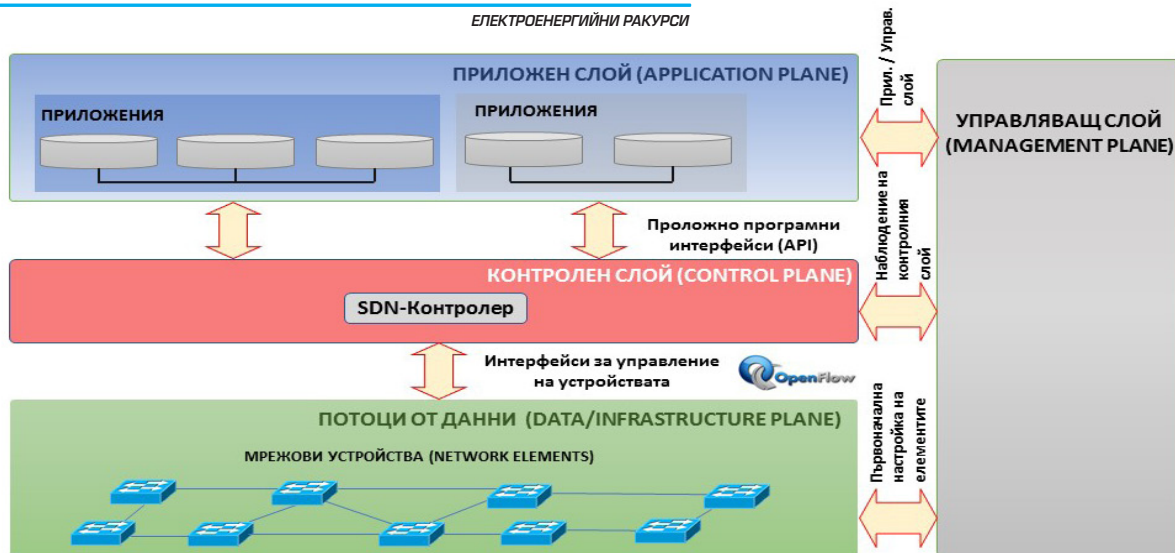 ЕЛЕКТРОЕНЕРГИЙНИ РАКУРСИ
ПРИЛОЖЕН СЛОЙ (APPLICATION PLANE)
ПРИЛОЖЕНИЯ
ПРИЛОЖЕНИЯ
Прил. / Управ.
слой
УПРАВЛЯВАЩ СЛОЙ
(MANAGEMENT PLANE)
Проложно програмни
интерфейси (API)
Наблюдение на
контролния
слой
КОНТРОЛЕН СЛОЙ (CONTROL PLANE)
SDN-Контролер
Интерфейси за управление
на устройствата
OpenFlow
ПОТОЦИ ОТ ДАННИ (DATA/INFRASTRUCTURE PLANE)
МРЕЖОВИ УСТРОЙСТВА (NETWORK ELEMENTS)
Първоначална
настройка на
елементите